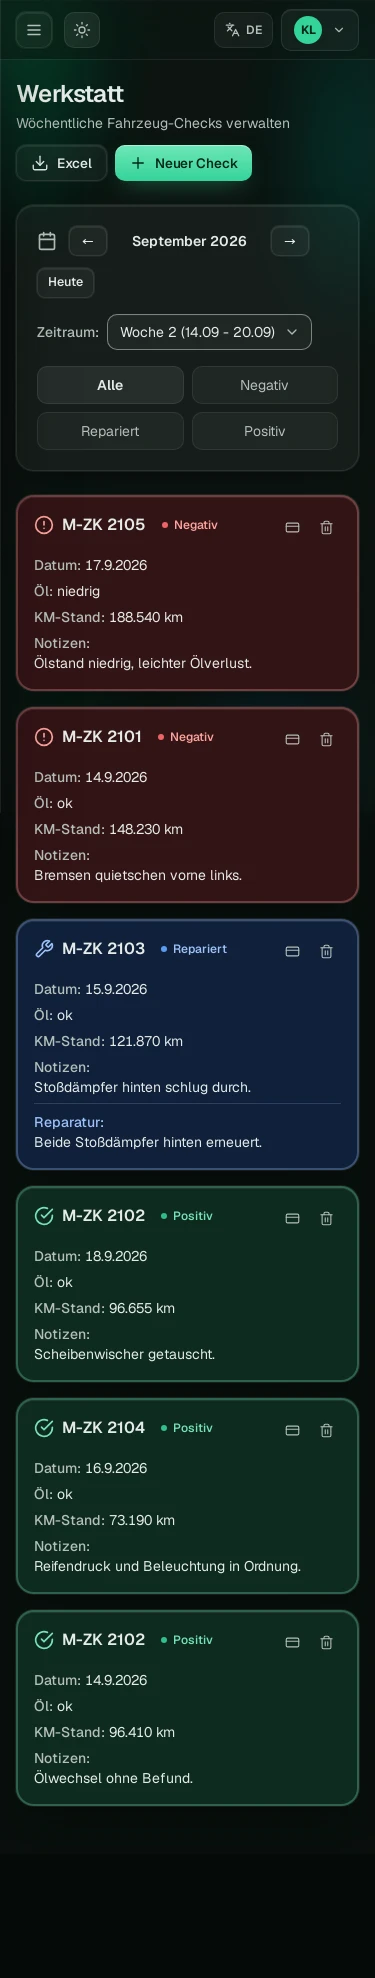 DE
KL
Werkstatt
Wöchentliche Fahrzeug-Checks verwalten
Excel
Neuer Check
← September 2026 →
Heute
Zeitraum: Woche 2 (14.09 - 20.09)
Alle
Negativ
Repariert
Positiv
M-ZK 2105 Negativ
Datum: 17.9.2026
Öl: niedrig
KM-Stand: 188.540 km
Notizen:
Ölstand niedrig, leichter Ölverlust.
M-ZK 2101 Negativ
Datum: 14.9.2026
Öl: ok
KM-Stand: 148.230 km
Notizen:
Bremsen quietschen vorne links.
M-ZK 2103 Repariert
Datum: 15.9.2026
Öl: ok
KM-Stand: 121.870 km
Notizen:
Stoßdämpfer hinten schlug durch.
Reparatur:
Beide Stoßdämpfer hinten erneuert.
M-ZK 2102 Positiv
Datum: 18.9.2026
Öl: ok
KM-Stand: 96.655 km
Notizen:
Scheibenwischer getauscht.
M-ZK 2104 Positiv
Datum: 16.9.2026
Öl: ok
KM-Stand: 73.190 km
Notizen:
Reifendruck und Beleuchtung in Ordnung.
M-ZK 2102 Positiv
Datum: 14.9.2026
Öl: ok
KM-Stand: 96.410 km
Notizen:
Ölwechsel ohne Befund.